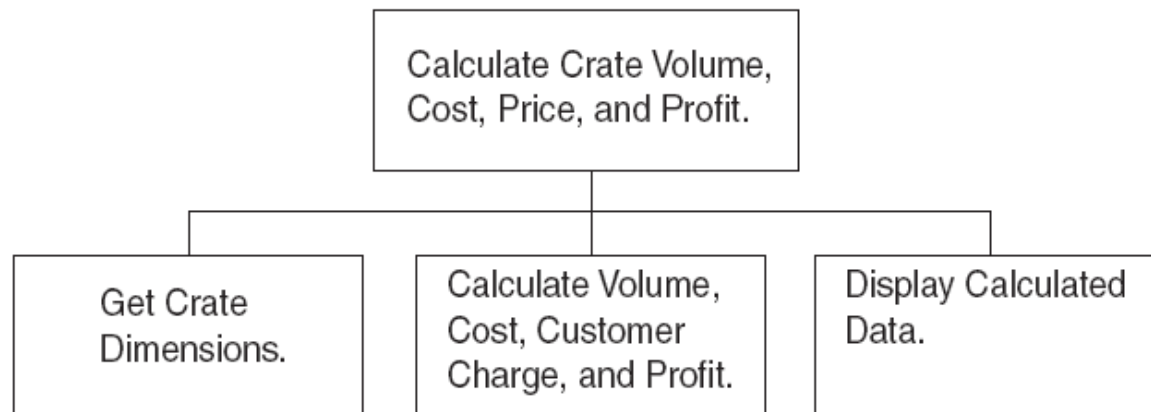 Calculate Crate Volume,
Cost, Price, and Profit.
Get Crate
Dimensions.
Calculate Volume,
Cost, Customer
Charge, and Profit.
Display Calculated
Data.